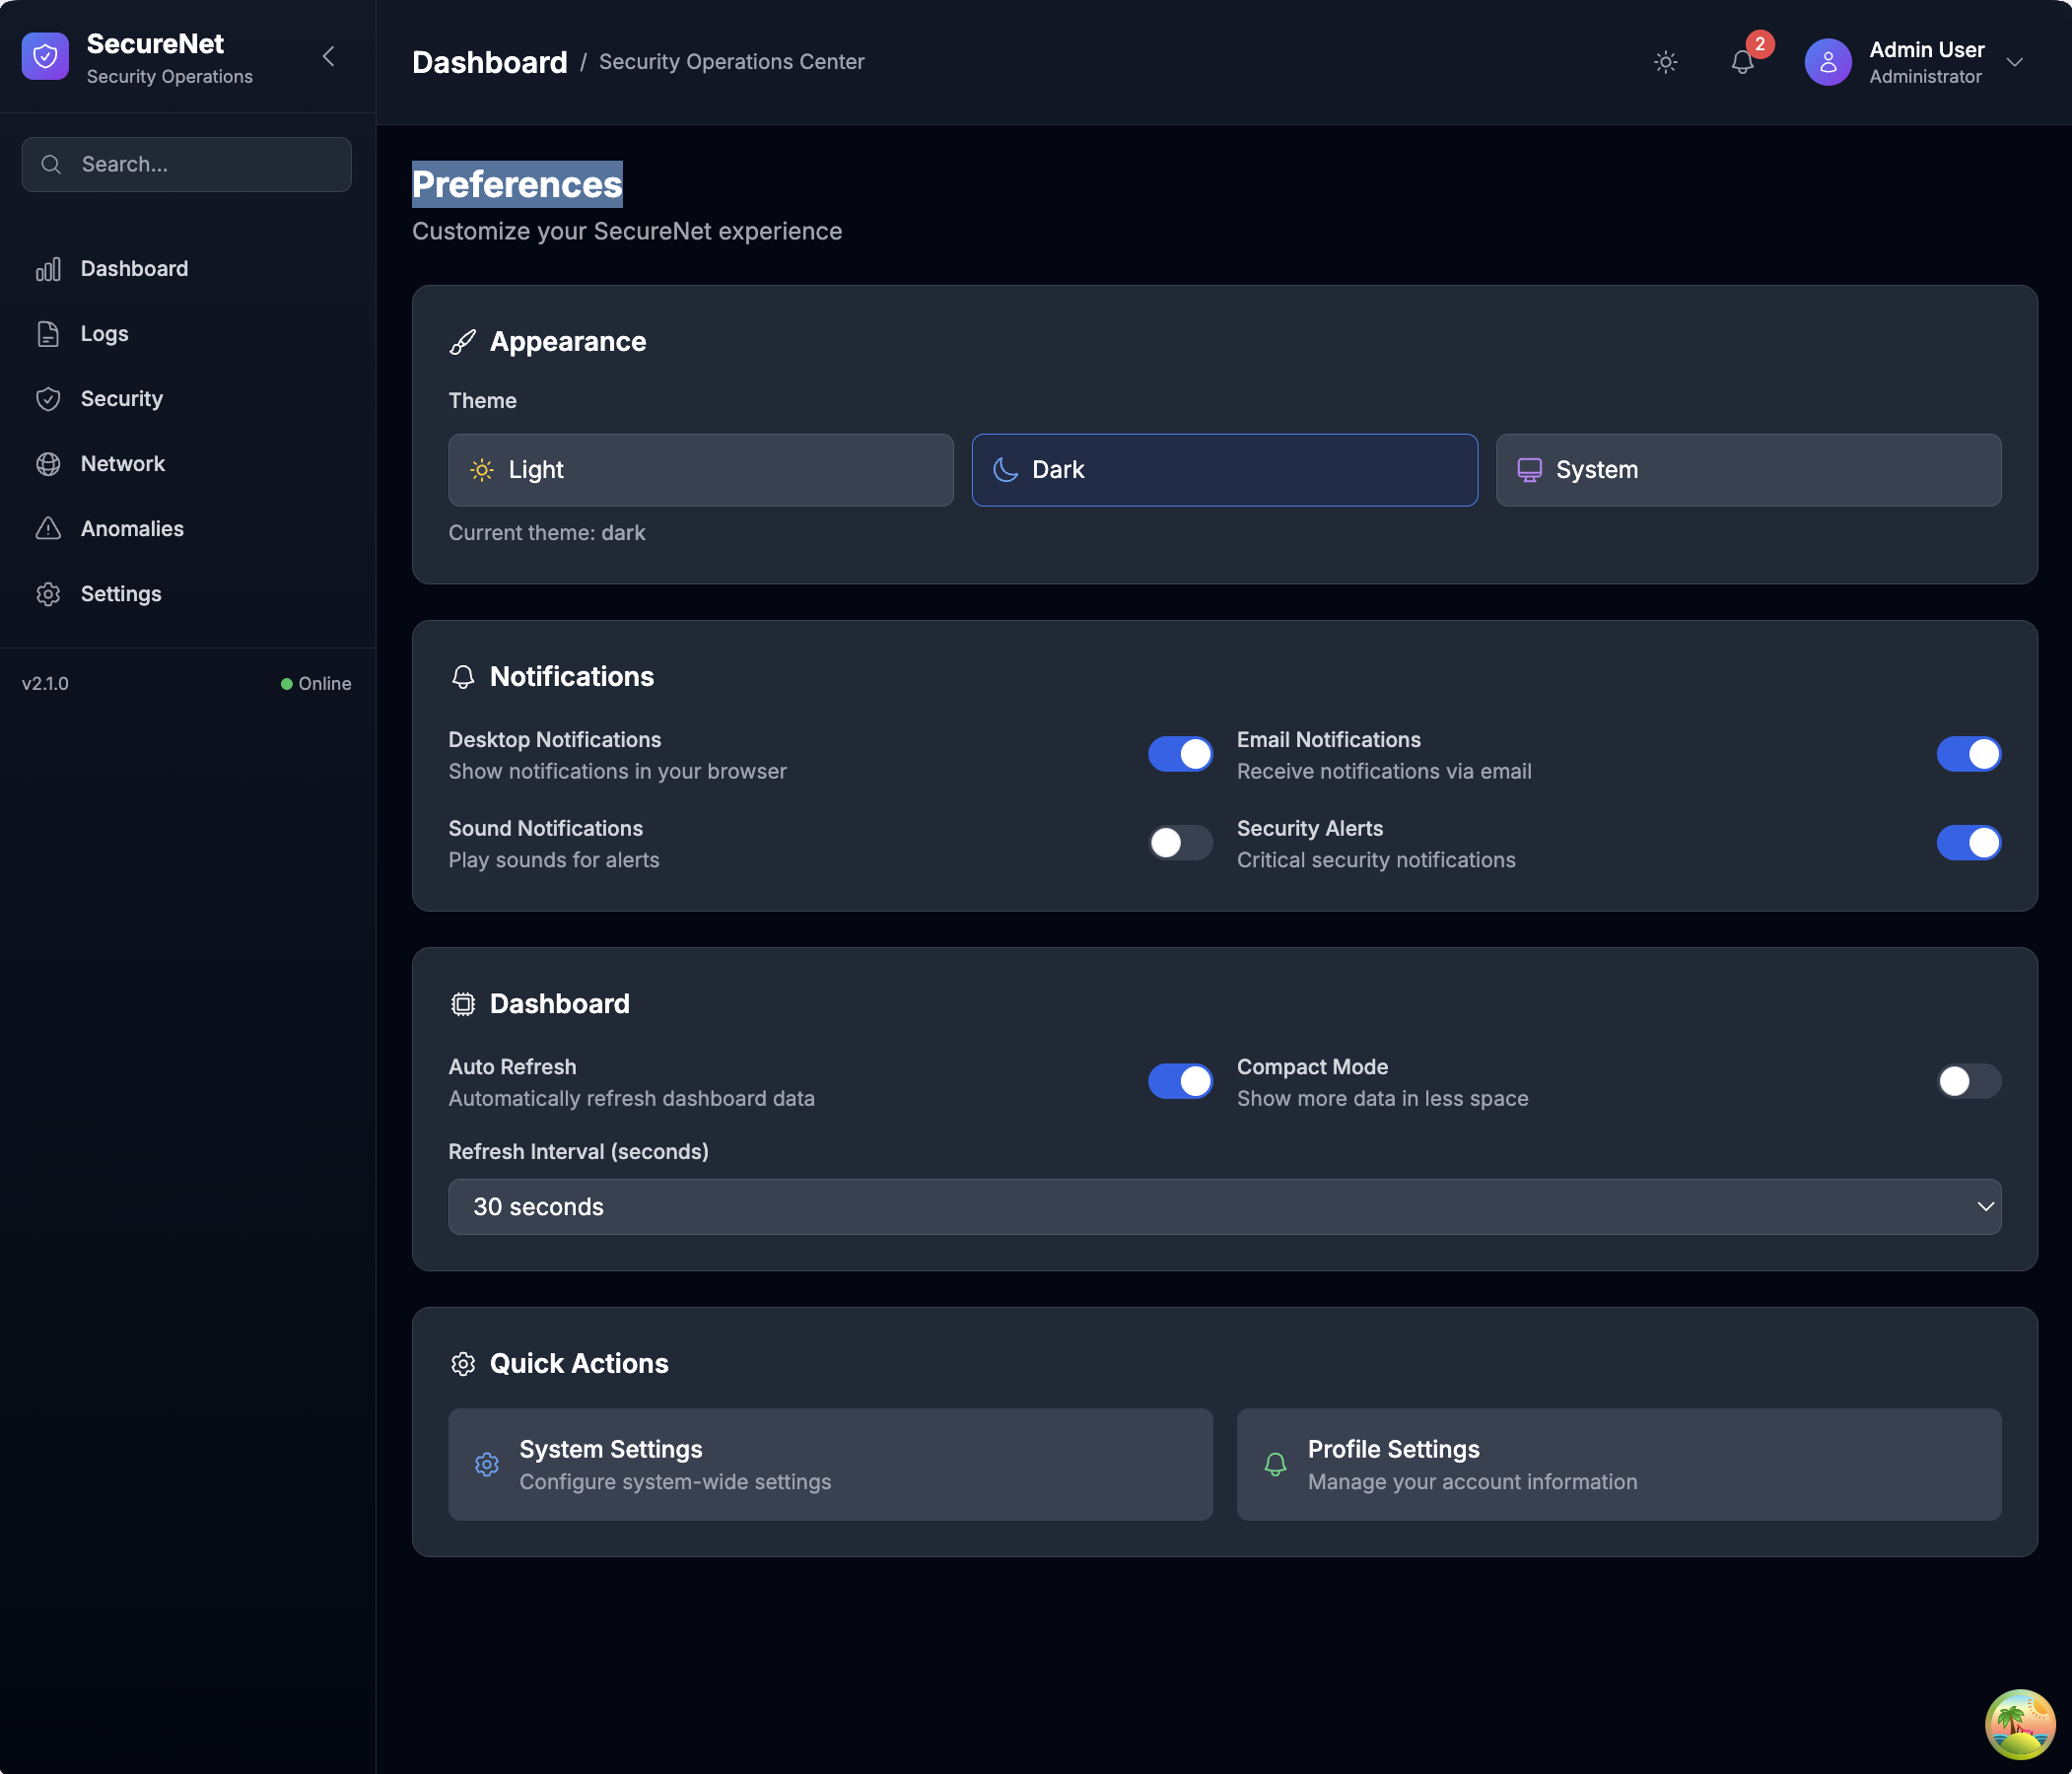 SecureNet
Security Operations
Search...
Dashboard
Logs
Security
Network
Anomalies
Settings
v2.1.0
Online
Dashboard / Security Operations Center
2
Admin User
Administrator
Preferences
Customize your SecureNet experience
Appearance
Theme
Light
Dark
System
Current theme: dark
Notifications
Desktop Notifications
Show notifications in your browser
Email Notifications
Receive notifications via email
Sound Notifications
Play sounds for alerts
Security Alerts
Critical security notifications
Dashboard
Auto Refresh
Automatically refresh dashboard data
Compact Mode
Show more data in less space
Refresh Interval (seconds)
30 seconds
Quick Actions
System Settings
Configure system-wide settings
Profile Settings
Manage your account information